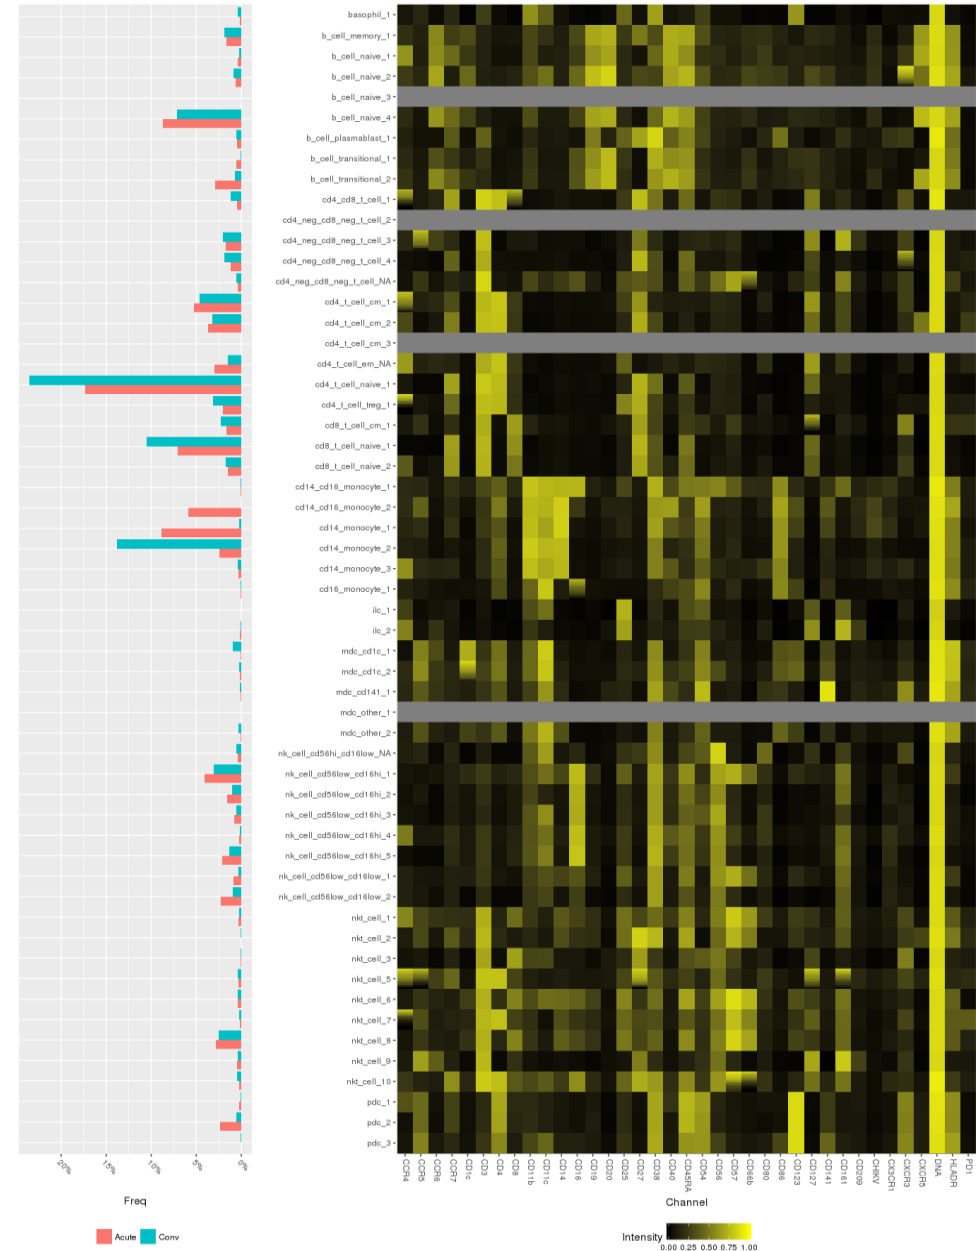 basophil_1
b_cell_memory_1
b_cell_naive_1
b_cell_naive_2
b_cell_naive_3
b_cell_naive_4
b_cell_plasmablast_1
b_cell_transitional_1
b_cell_transitional_2
cd4_cd8_t_cell_1
cd4_neg_cd8_neg_t_cell_2
cd4_neg_cd8_neg_t_cell_3
cd4_neg_cd8_neg_t_cell_4
cd4_neg_cd8_neg_t_cell_NA
cd4_t_cell_cm_1
cd4_t_cell_cm_2
cd4_t_cell_cm_3
cd4_t_cell_em_NA
cd4_t_cell_naive_1
cd4_t_cell_treg_1
cd8_t_cell_cm_1
cd8_t_cell_naive_1
cd8_t_cell_naive_2
cd14_cd16_monocyte_1
cd14_cd16_monocyte_2
cd14_monocyte_1
cd14_monocyte_2
cd14_monocyte_3
cd16_monocyte_1
ilc_1
ilc_2
mdc_cd1c_1
mdc_cd1c_2
mdc_cd141_1
mdc_other_1
mdc_other_2
nk_cell_cd56hi_cd16low_NA
nk_cell_cd56low_cd16hi_1
nk_cell_cd56low_cd16hi_2
nk_cell_cd56low_cd16hi_3
nk_cell_cd56low_cd16hi_4
nk_cell_cd56low_cd16hi_5
nk_cell_cd56low_cd16low_1
nk_cell_cd56low_cd16low_2
nkt_cell_1
nkt_cell_2
nkt_cell_3
nkt_cell_5
nkt_cell_6
nkt_cell_7
nkt_cell_8
nkt_cell_9
nkt_cell_10
pdc_1
pdc_2
pdc_3
20%
15%
10%
5%
0%
Freq
Acute
Conv
CCR4
CCR5
CCR6
CCR7
CD1c
CD3
CD4
CD8
CD11b
CD11c
CD14
CD16
CD19
CD20
CD25
CD27
CD38
CD40
CD45RA
CD54
CD56
CD57
CD66b
CD80
CD86
CD123
CD127
CD141
CD161
CD209
CHIKV
CX3CR1
CXCR3
CXCR5
DNA
HLADR
PD1
Channel
Intensity
0.00 0.25 0.50 0.75 1.00